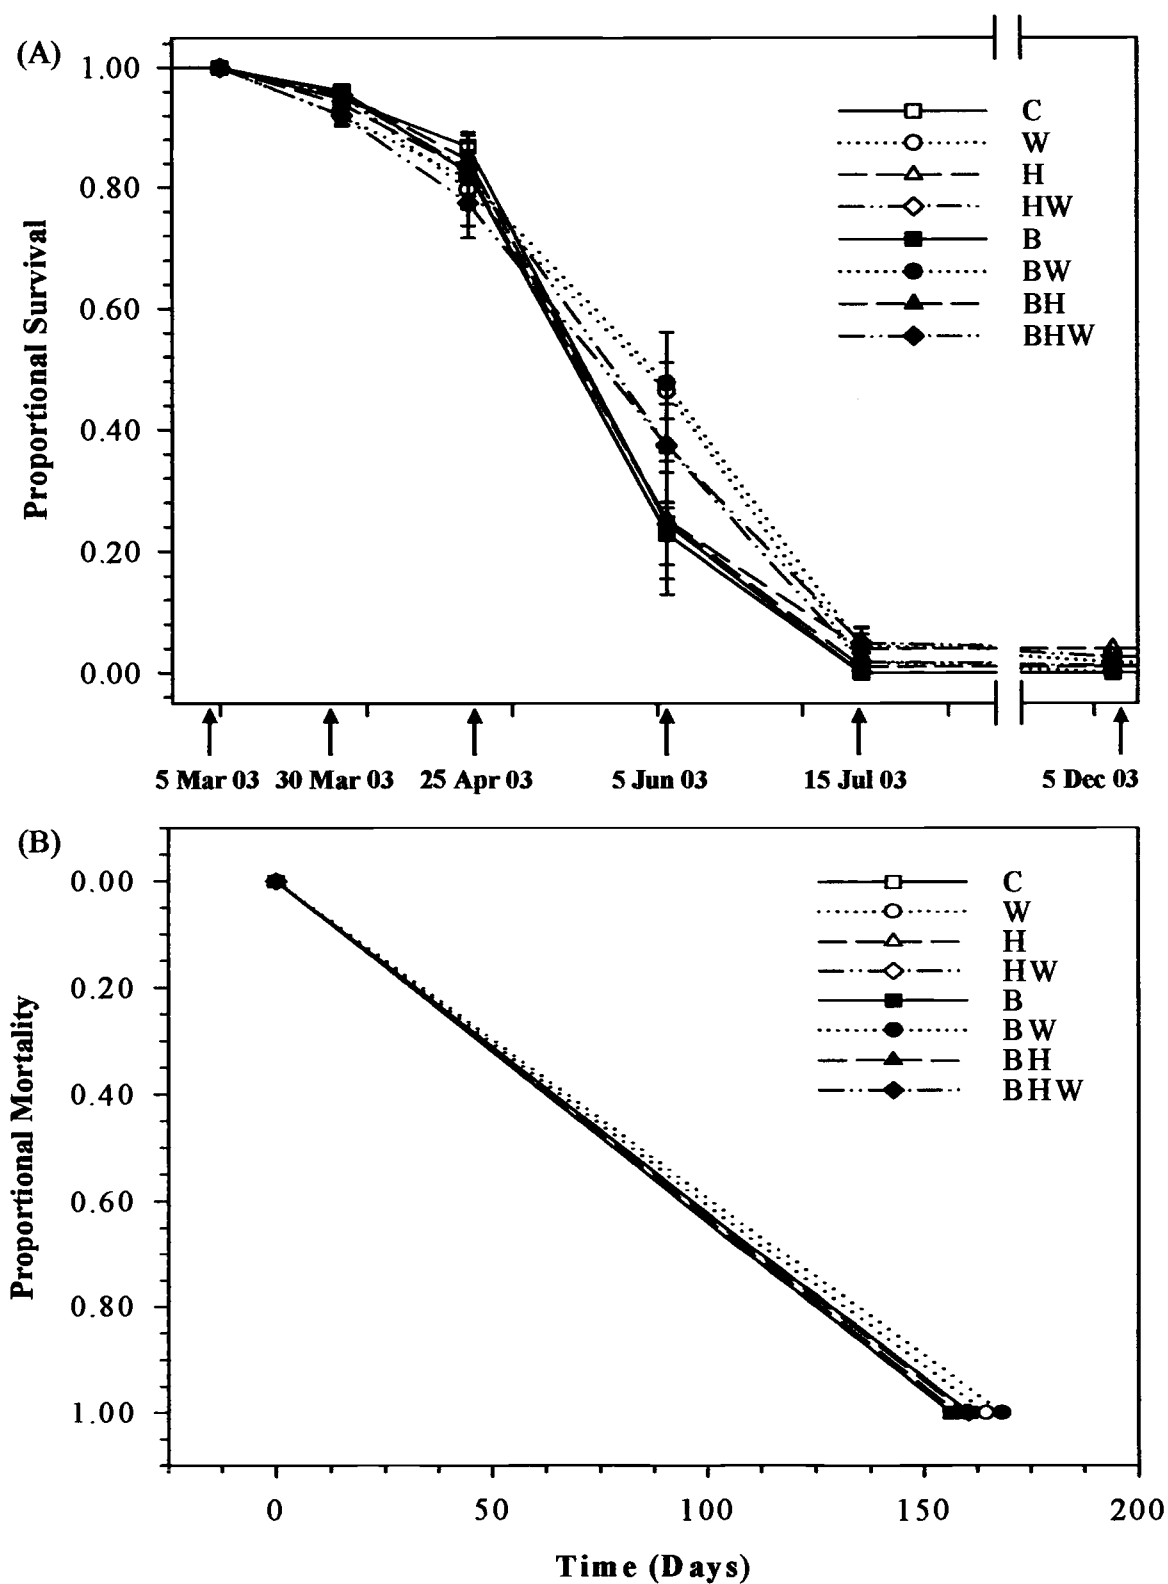 (A)
1.00
0.80
0.60
0.40
0.20
0.00
Proportional Survival
C
W
H
HW
B
BW
BH
BHW
5 Mar 03 30 Mar 03 25 Apr 03 5 Jun 03 15 Jul 03 5 Dec 03
(B)
0.00
0.20
0.40
0.60
0.80
1.00
Proportional Mortality
C
W
H
HW
B
BW
BH
BHW
0 50 100 150 200
Time (Days)